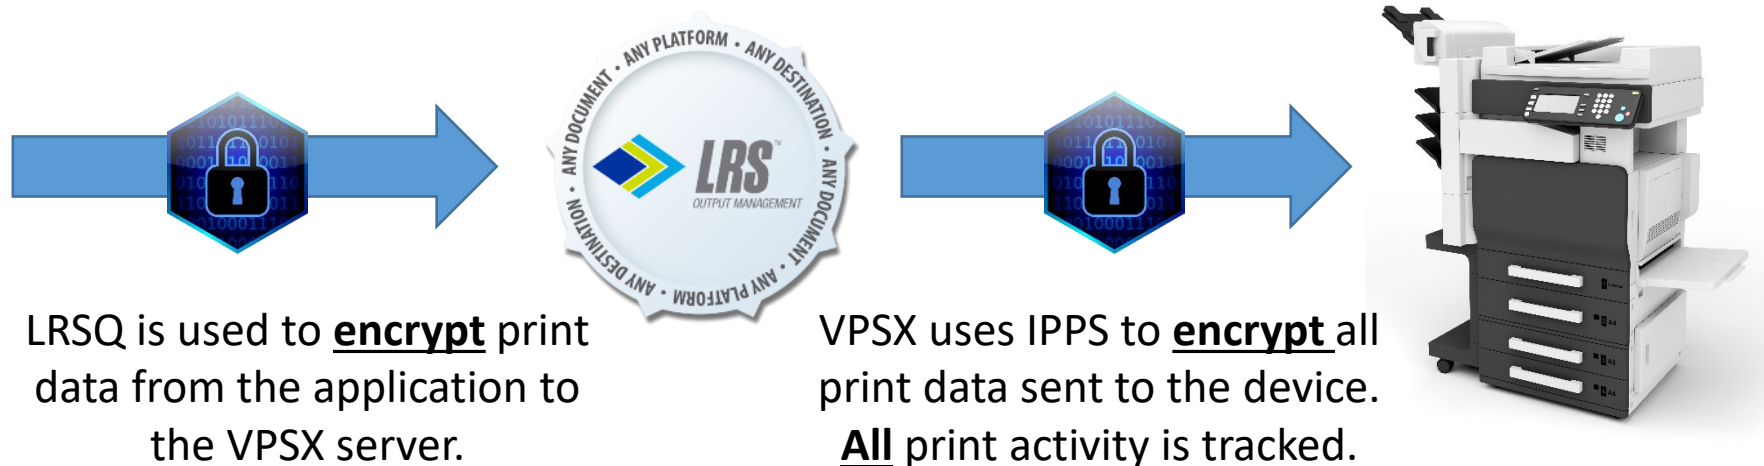 ANY DOCUMENT • ANY PLATFORM • ANY DESTINATION • ANY DOCUMENT • ANY PLATFORM • ANY DESTINATION •
LRS™
OUTPUT MANAGEMENT
LRSQ is used to encrypt print
data from the application to
the VPSX server.
VPSX uses IPPS to encrypt all
print data sent to the device.
All print activity is tracked.